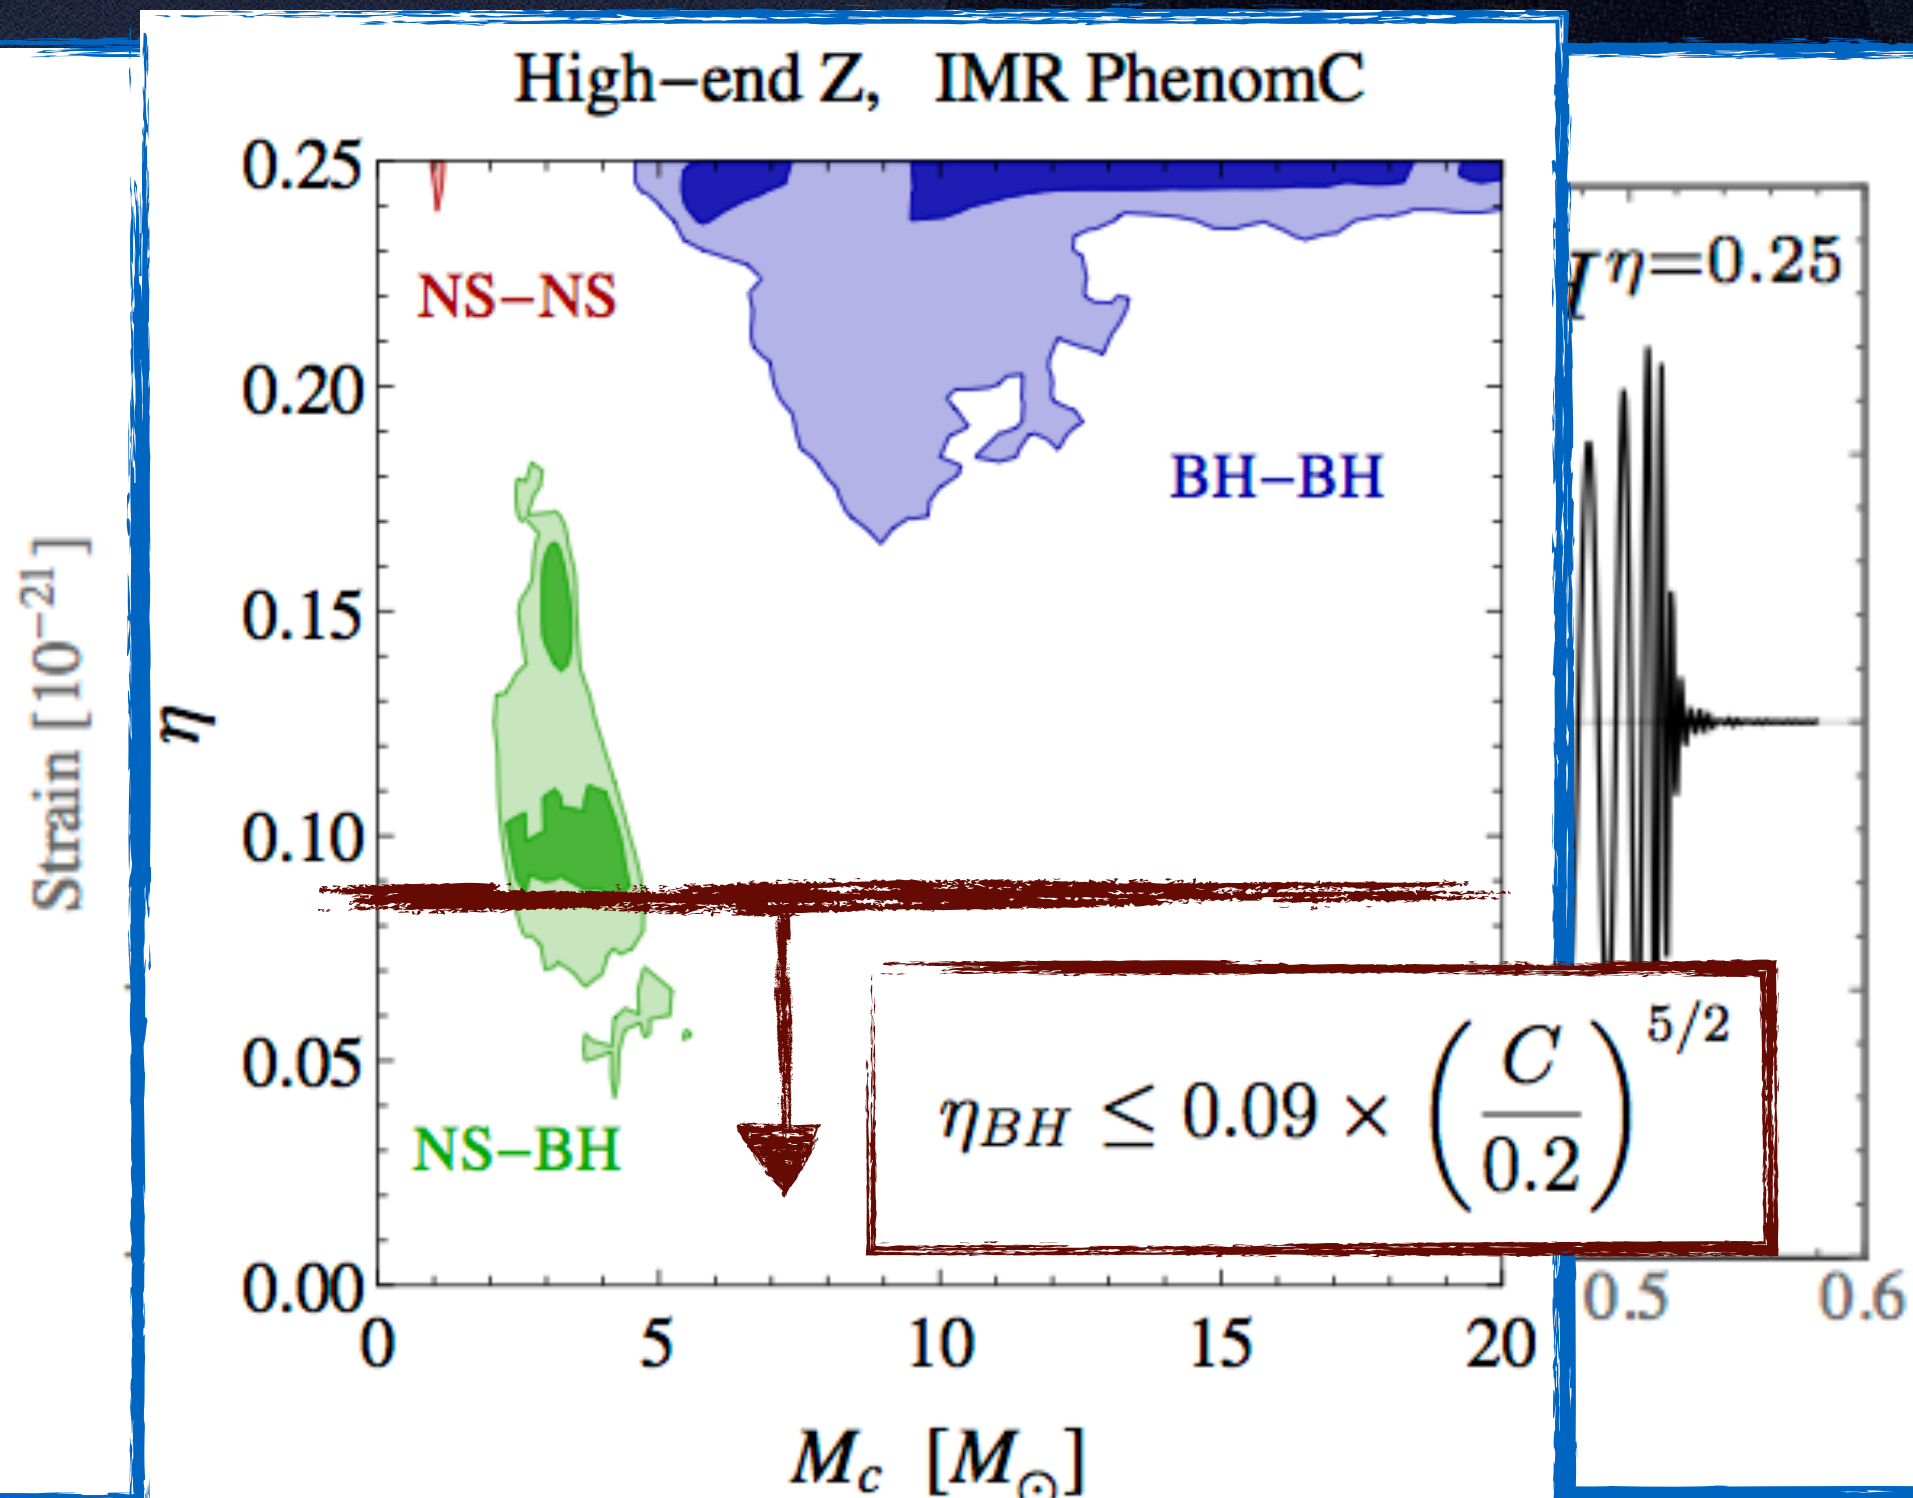 High−end Z, IMR PhenomC
0.25
0.20
0.15
0.10
0.05
0.00
η
NS−NS
BH−BH
NS−BH
0 5 10 15 20
M_c [M_⊙]
η_{BH} ≤ 0.09 × (C/0.2)^{5/2}
Strain [10^{−21}]
η=0.25
0.5 0.6